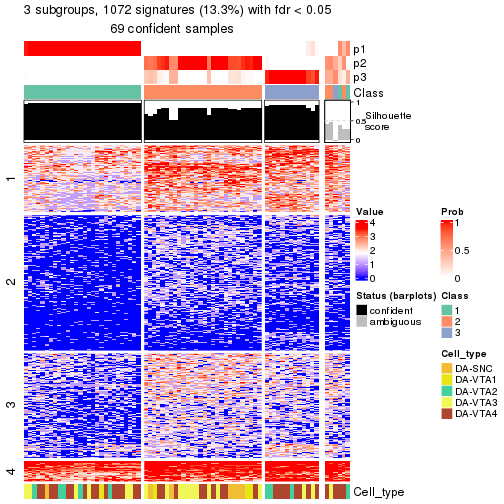 3 subgroups, 1072 signatures (13.3%) with fdr < 0.05
69 confident samples
p1
p2
p3
Class
1
0.5
0
Silhouette
score
1
2
3
4
Cell_type
Value
4
3
2
1
0
Prob
1
0.5
0
Status (barplots)
confident
ambiguous
Class
1
2
3
Cell_type
DA-SNC
DA-VTA1
DA-VTA2
DA-VTA3
DA-VTA4